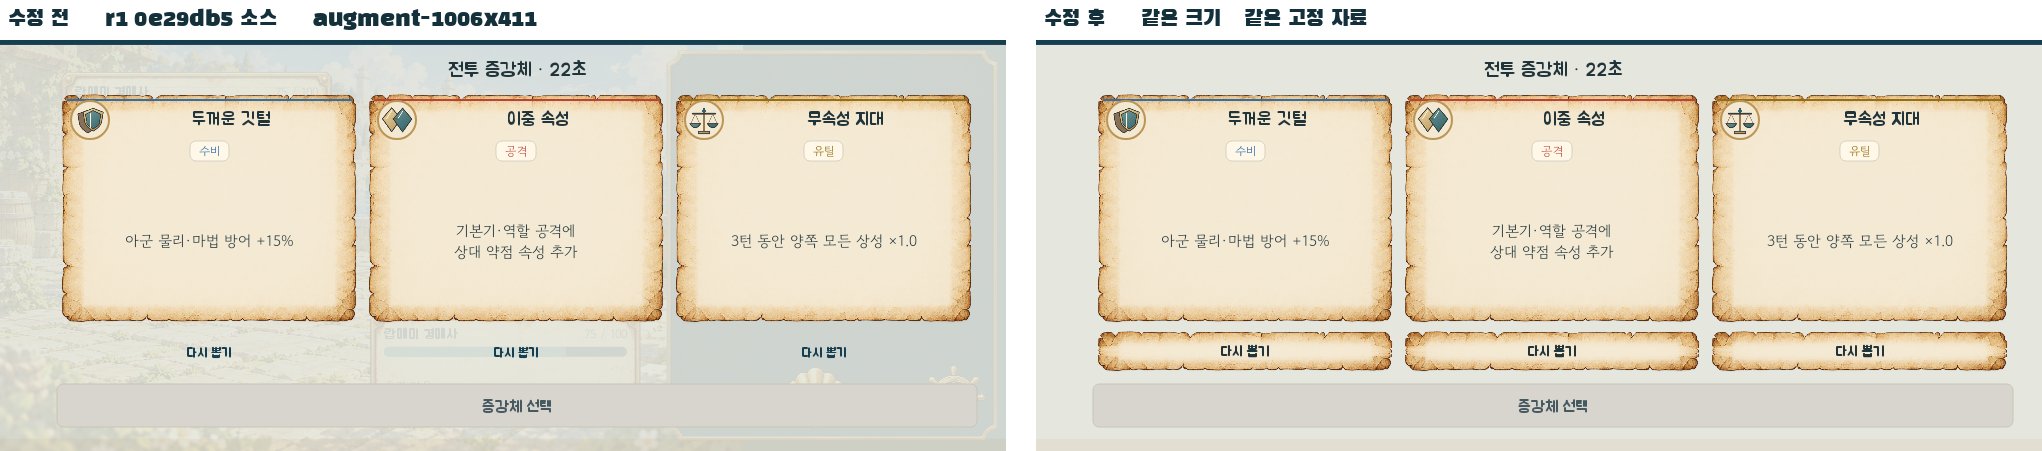 수정 전 r1 0e29db5 소스 augment-1006x411
전투 증강체 · 22초
두꺼운 깃털
수비
아군 물리·마법 방어 +15%
이중 속성
공격
기본기·역할 공격에
상대 약점 속성 추가
무속성 지대
유틸
3턴 동안 양쪽 모든 상성 ×1.0
75 / 100
다시 뽑기
다시 뽑기
다시 뽑기
증강체 선택
수정 후 같은 크기 같은 고정 자료
전투 증강체 · 22초
두꺼운 깃털
수비
아군 물리·마법 방어 +15%
이중 속성
공격
기본기·역할 공격에
상대 약점 속성 추가
무속성 지대
유틸
3턴 동안 양쪽 모든 상성 ×1.0
다시 뽑기
다시 뽑기
다시 뽑기
증강체 선택